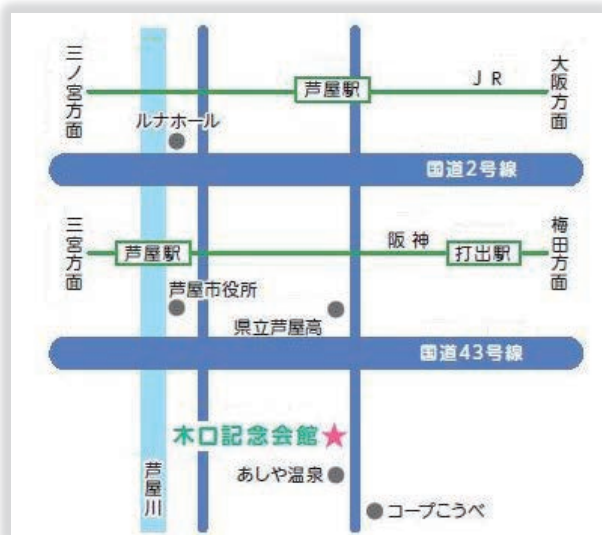 三ノ宮方面
芦屋駅
ＪＲ
大阪方面
ルナホール
国道2号線
三宮方面
芦屋駅
阪神
打出駅
梅田方面
芦屋市役所
県立芦屋高
国道43号線
木口記念会館
あしや温泉
芦屋川
コープこうべ